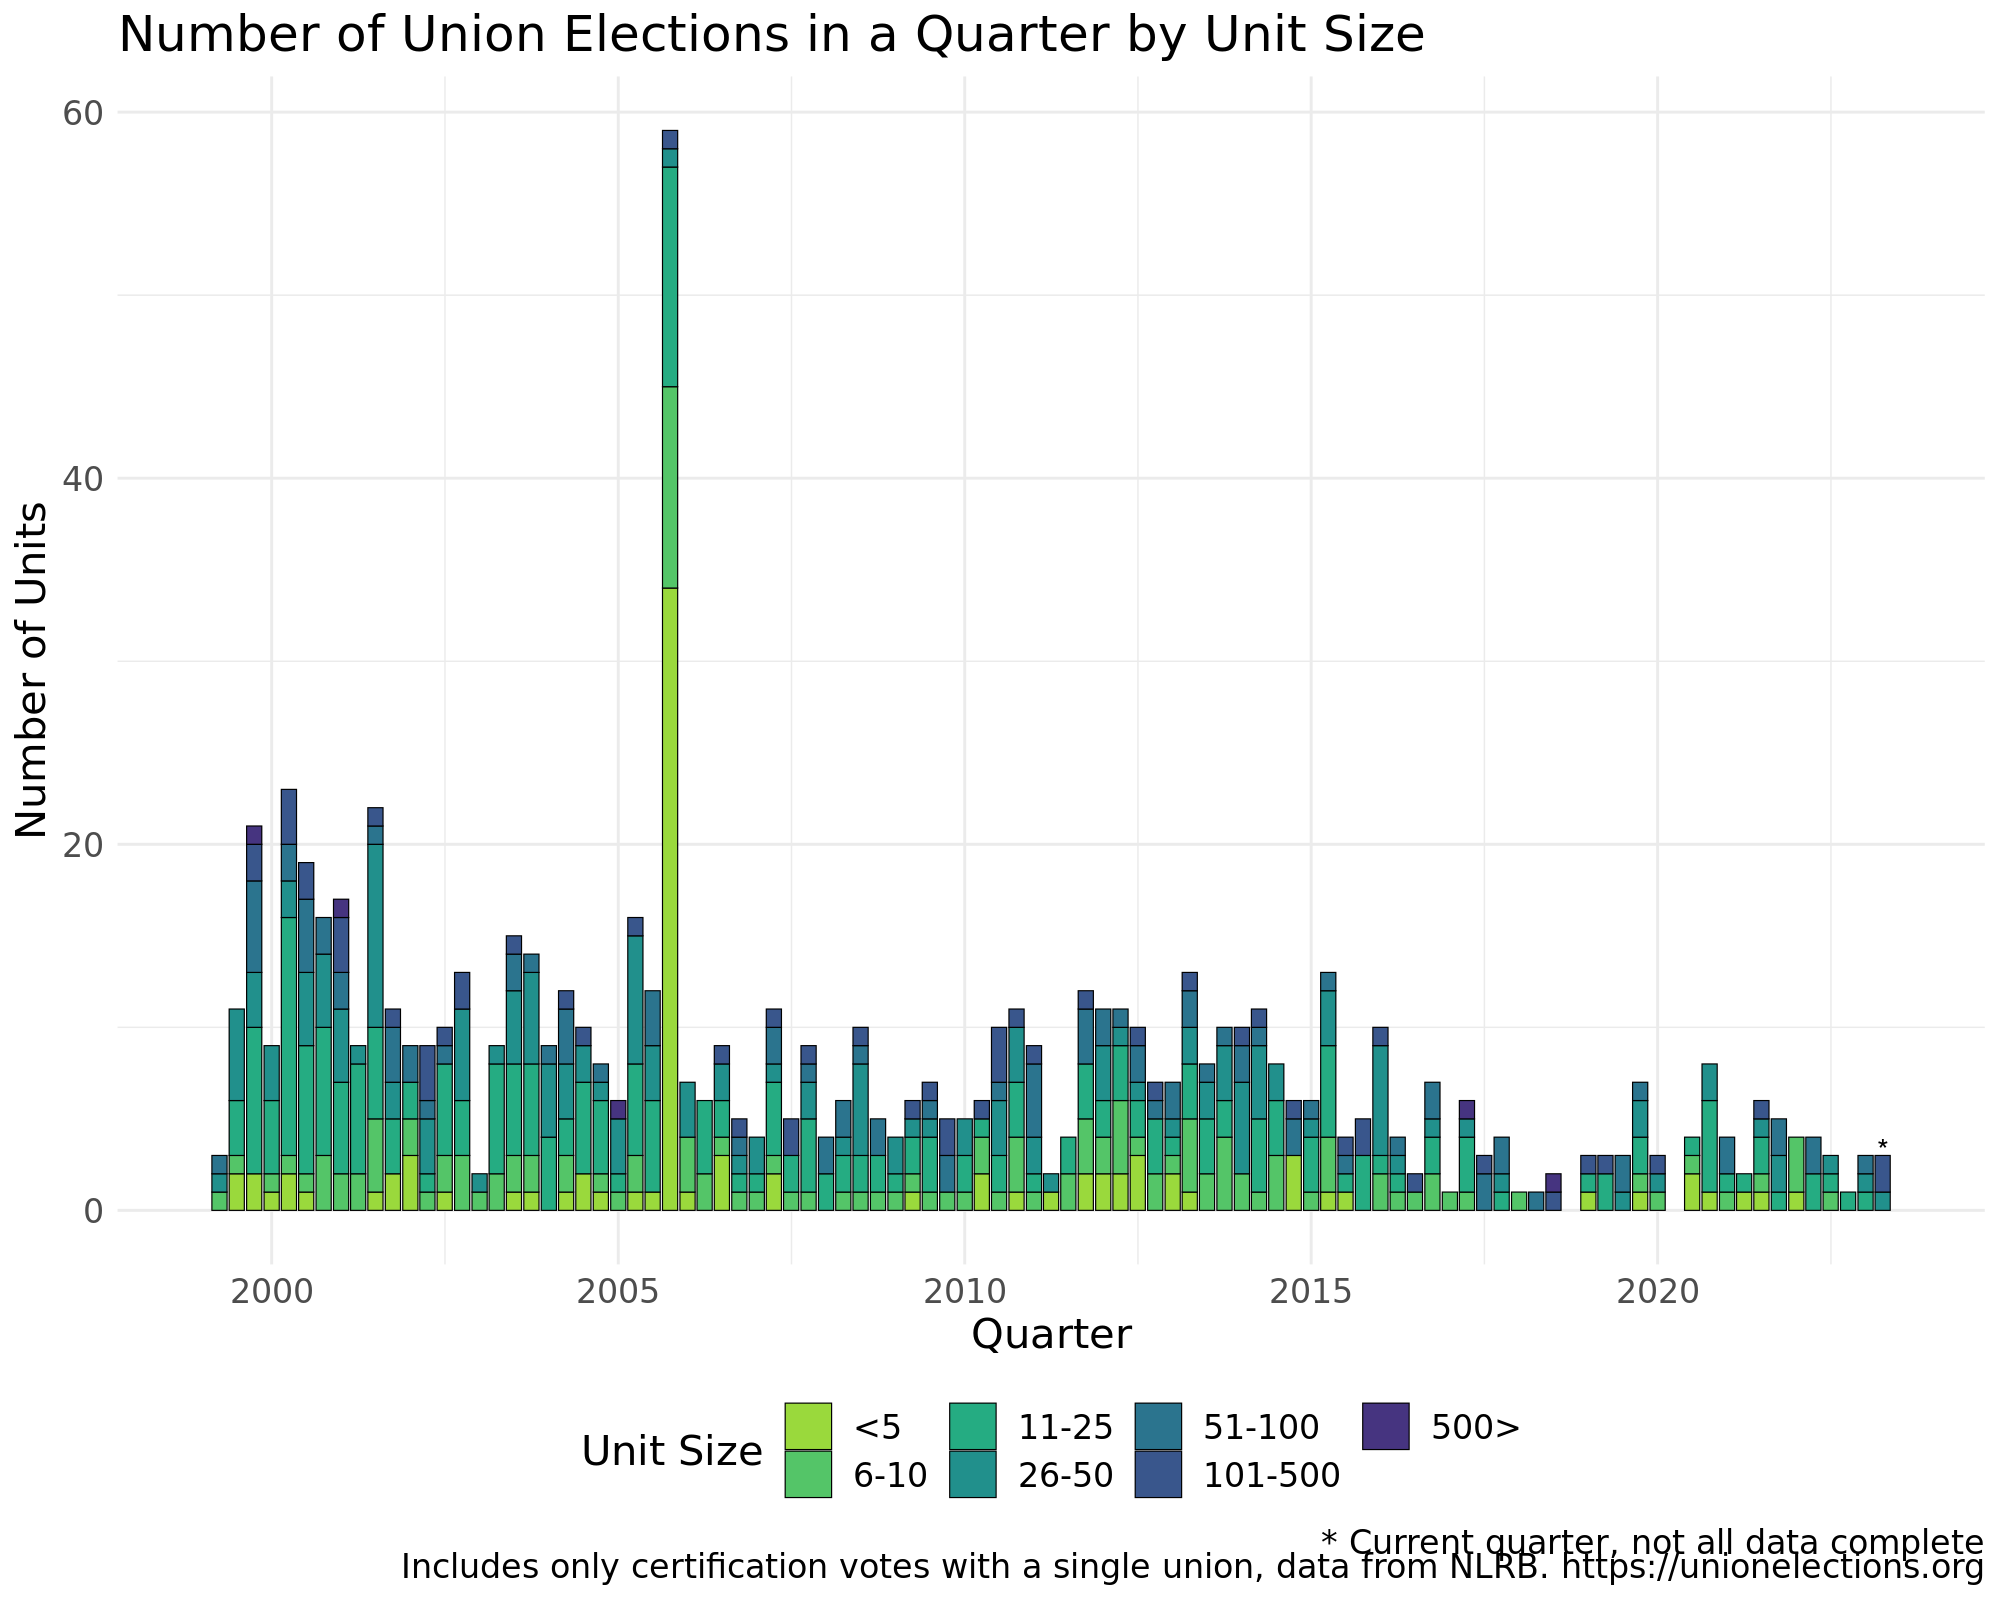 Number of Union Elections in a Quarter by Unit Size
Number of Units
60
40
20
0
*
2000 2005 2010 2015 2020
Quarter
Unit Size
<5 11-25 51-100 500>
6-10 26-50 101-500
* Current quarter, not all data complete
Includes only certification votes with a single union, data from NLRB. https://unionelections.org